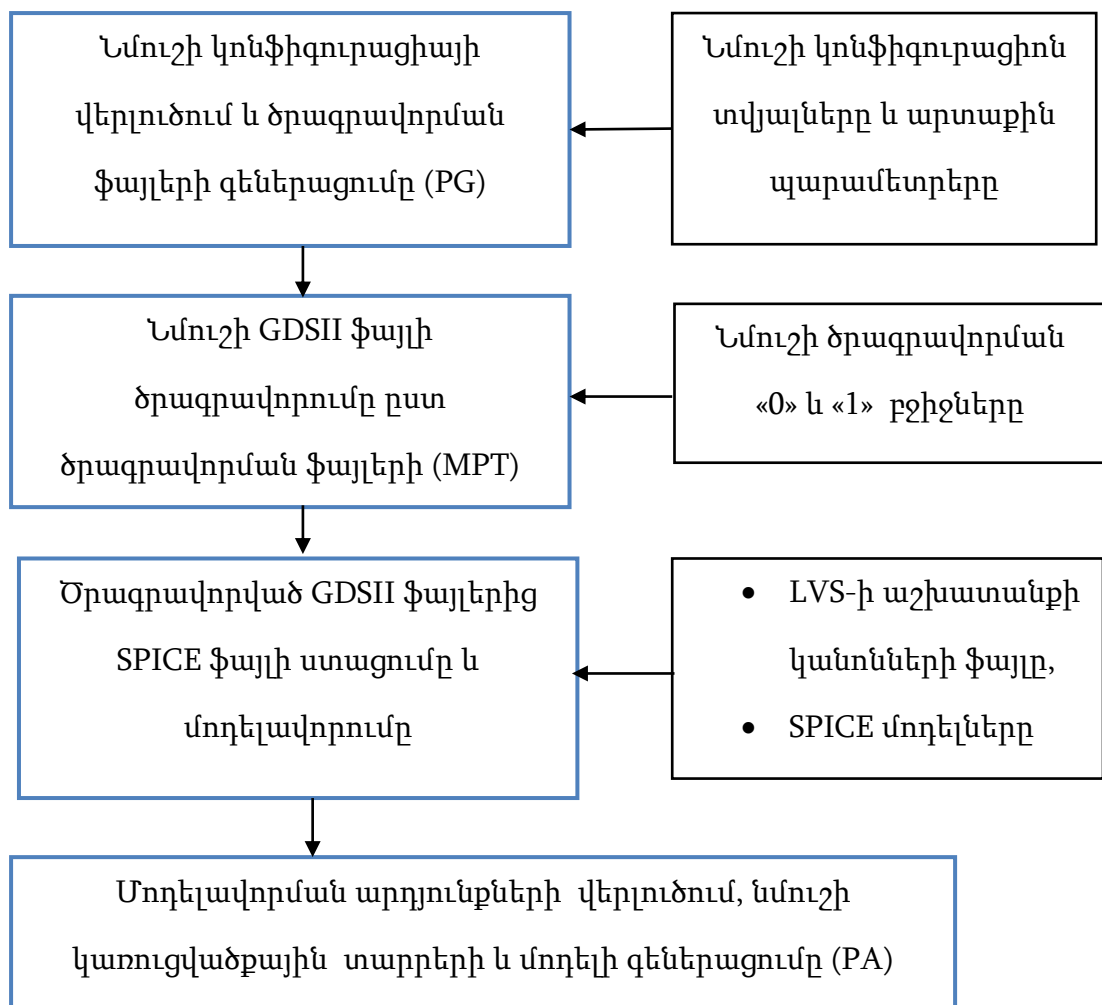 Նմուշի կոնֆիգուրացիայի
վերլուծում և ծրագրավորման
ֆայլերի գեներացումը (PG)
Նմուշի կոնֆիգուրացիոն
տվյալները և արտաքին
պարամետրերը
Նմուշի GDSII ֆայլի
ծրագրավորումը ըստ
ծրագրավորման ֆայլերի (MPT)
Նմուշի ծրագրավորման
«0» և «1» բջիջները
Ծրագրավորված GDSII ֆայլերից
SPICE ֆայլի ստացումը և
մոդելավորումը
• LVS-ի աշխատանքի
կանոնների ֆայլը,
• SPICE մոդելները
Մոդելավորման արդյունքների վերլուծում, նմուշի
կառուցվածքային տարրերի և մոդելի գեներացումը (PA)